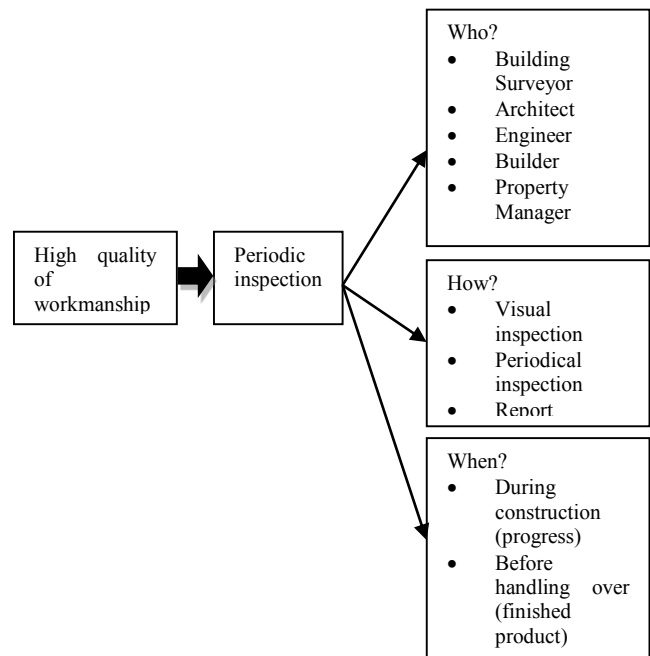 High quality
of
workmanship
Periodic
inspection
Who?
• Building
Surveyor
• Architect
• Engineer
• Builder
• Property
Manager
How?
• Visual
inspection
• Periodical
inspection
• Report
When?
• During
construction
(progress)
• Before
handling over
(finished
product)